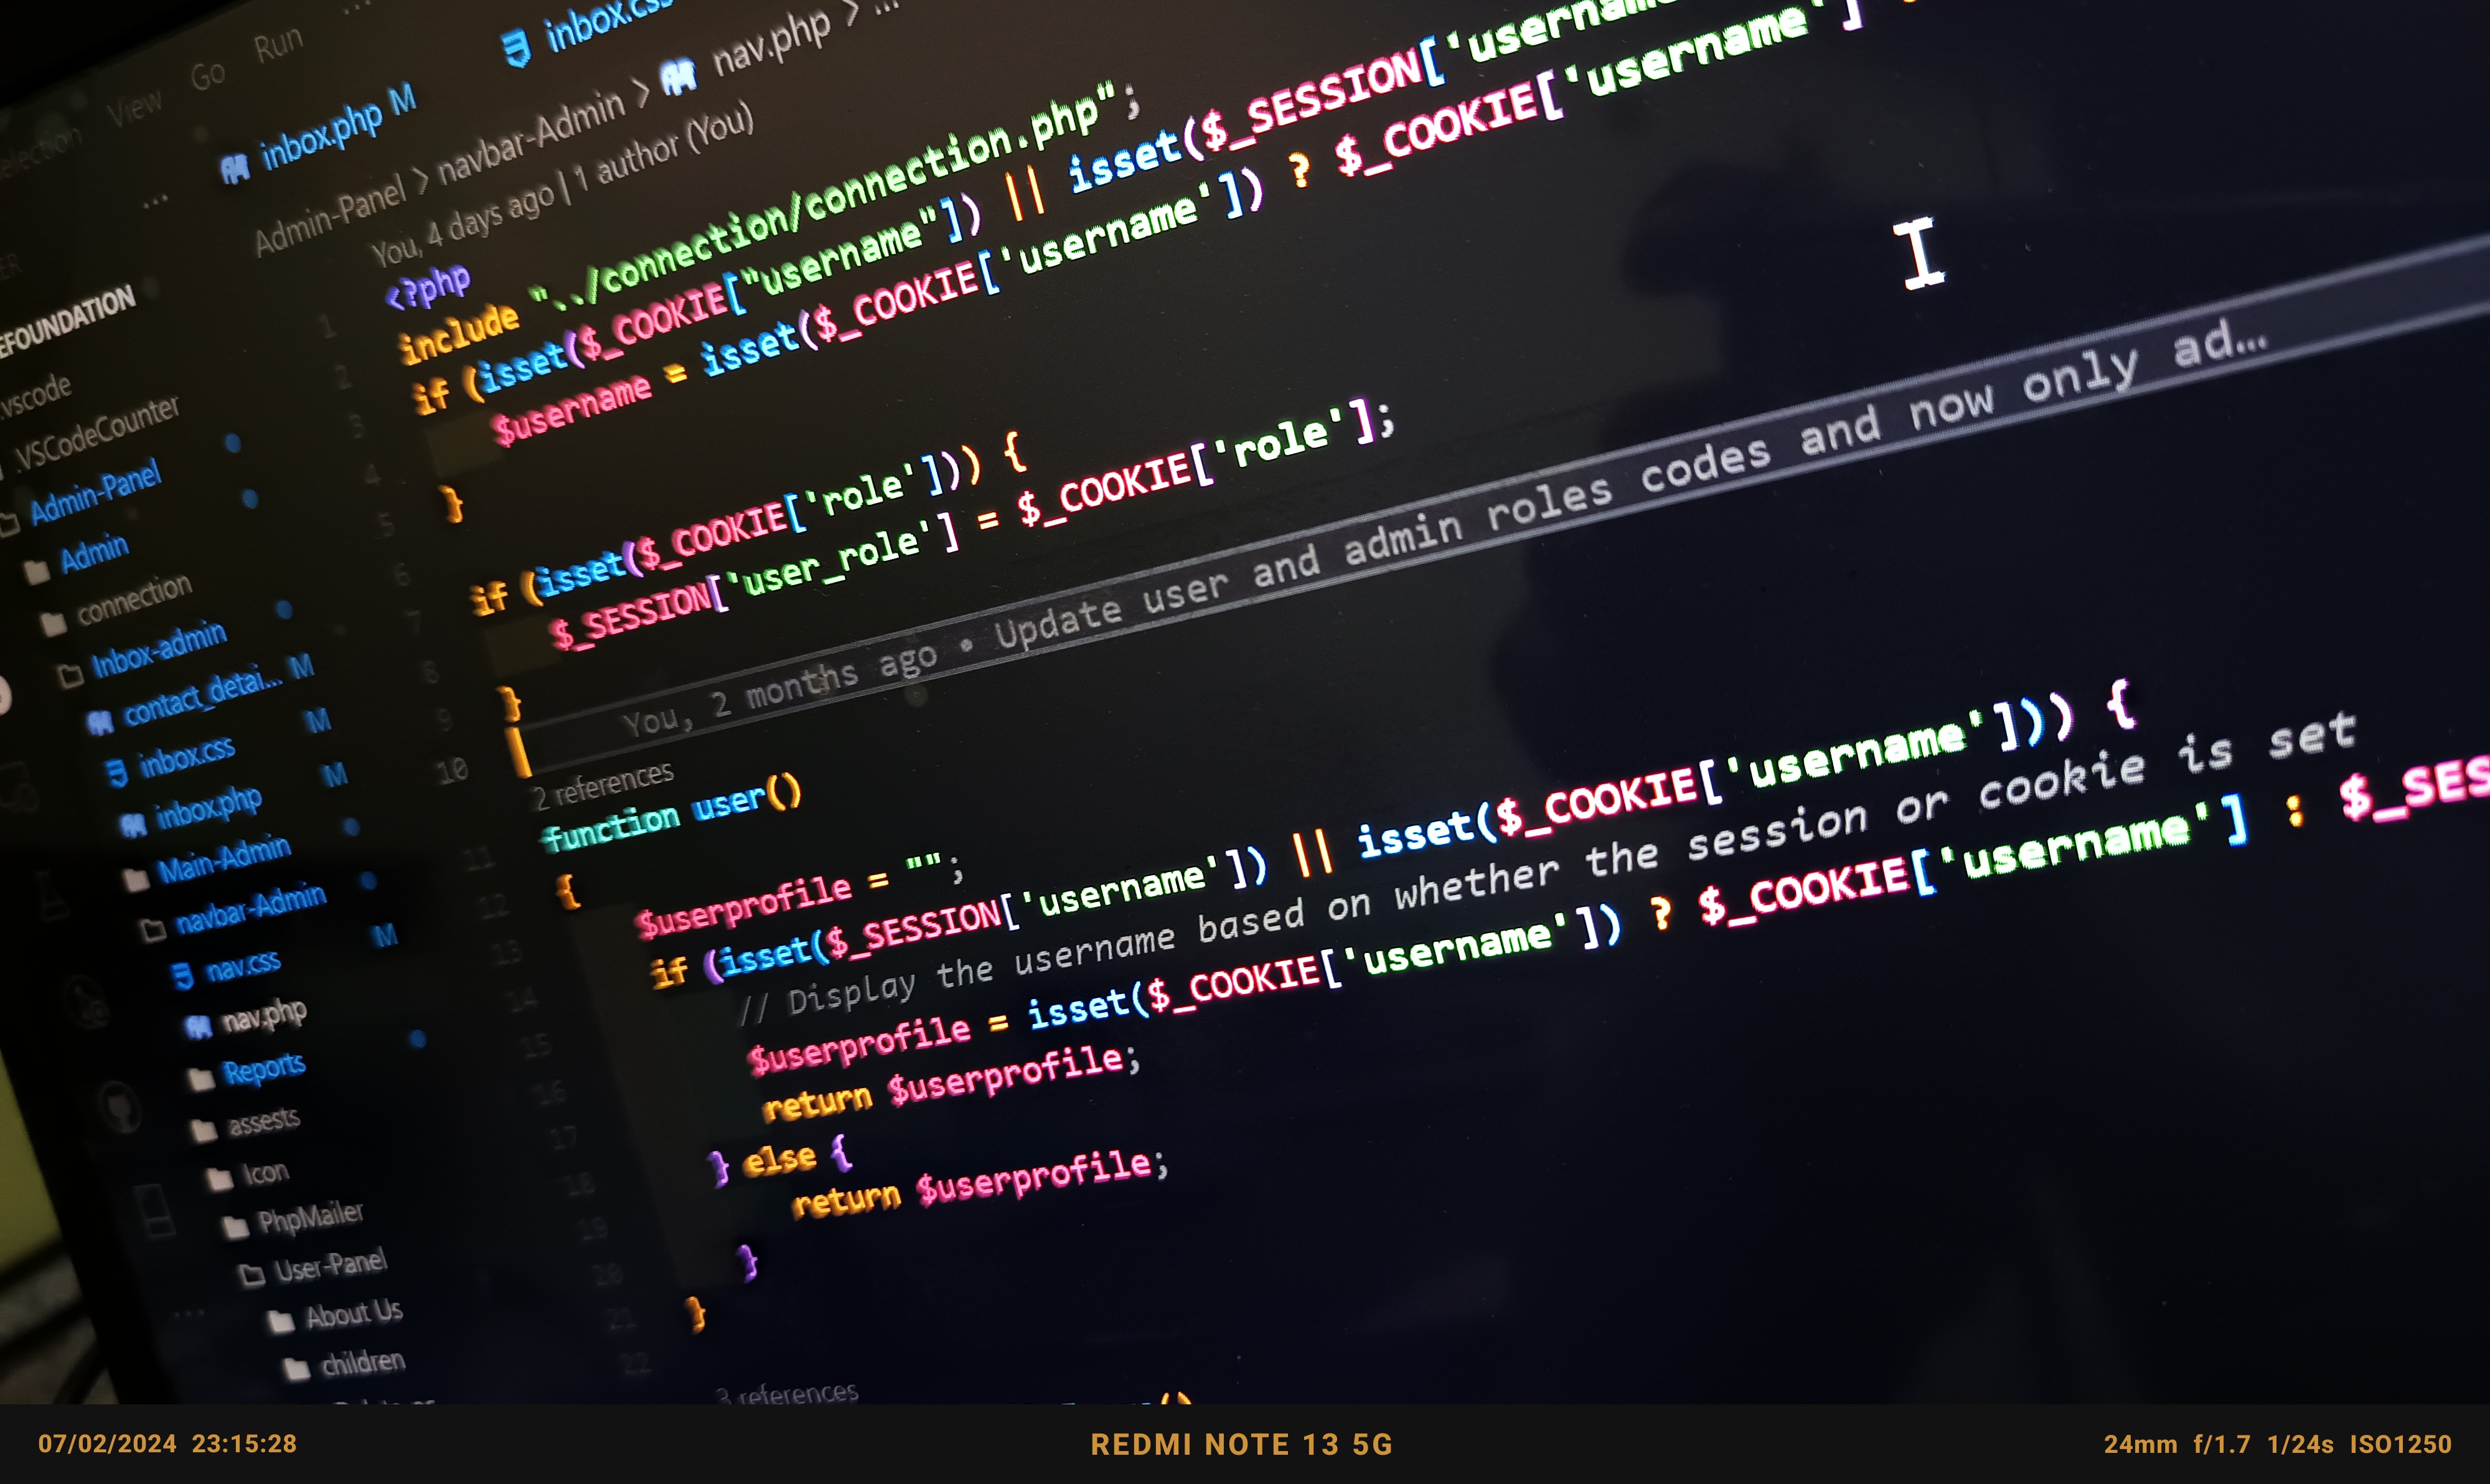 View Go Run ...
inbox.php M
Admin-Panel > navbar-Admin > nav.php > ...
You, 4 days ago | 1 author (You)
1 <?php
2 include "../connection/connection.php";
3 if (isset($_COOKIE["username"]) || isset($_SESSION['username
4 $username = isset($_COOKIE['username']) ? $_COOKIE['username']
5 }
6
7 if (isset($_COOKIE['role'])) {
8 $_SESSION['user_role'] = $_COOKIE['role'];
9 }
10 You, 2 months ago • Update user and admin roles codes and now only ad...
2 references
11 function user()
12 {
13 $userprofile = "";
14 if (isset($_SESSION['username']) || isset($_COOKIE['username'])) {
15 // Display the username based on whether the session or cookie is set
16 $userprofile = isset($_COOKIE['username']) ? $_COOKIE['username'] : $_SES
17 return $userprofile;
18 } else {
19 return $userprofile;
20 }
21 }
22
3 references
EFOUNDATION
.vscode
.VSCodeCounter
Admin-Panel
Admin
connection
Inbox-admin
contact_detai... M
inbox.css M
inbox.php M
Main-Admin
navbar-Admin
nav.css M
nav.php
Reports
assests
Icon
PhpMailer
User-Panel
About Us
children
07/02/2024 23:15:28
REDMI NOTE 13 5G
24mm f/1.7 1/24s ISO1250